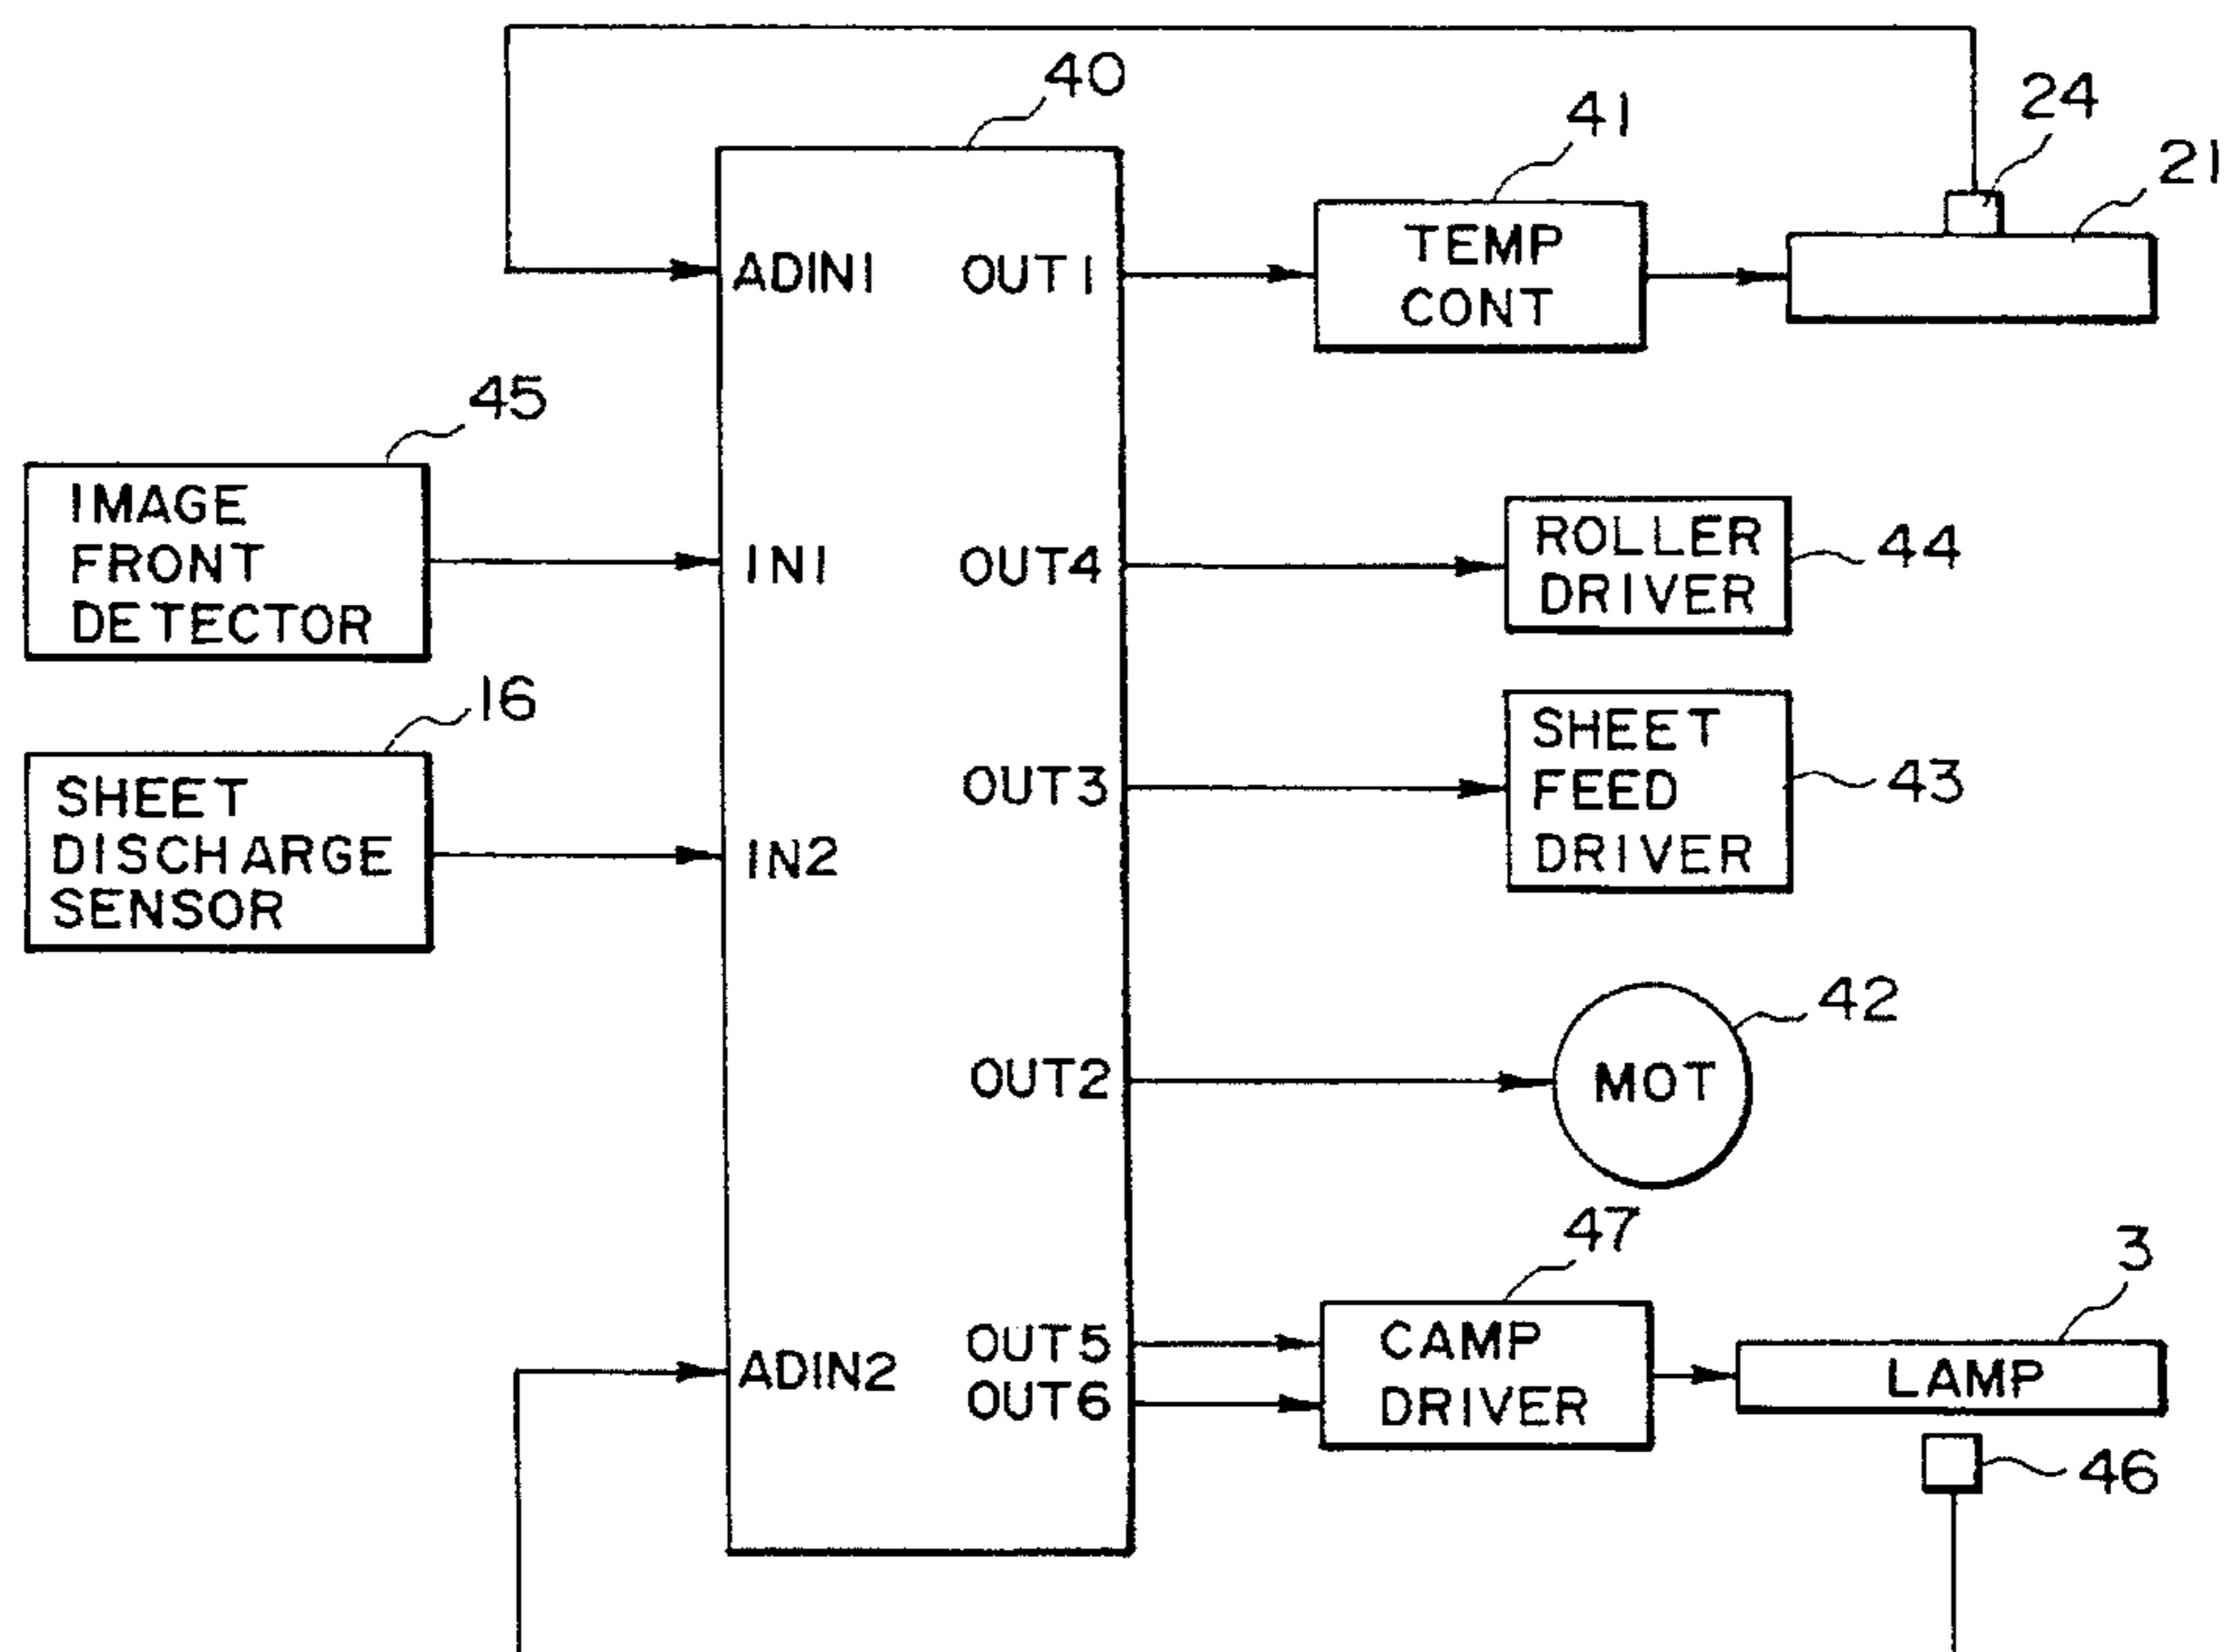 40
24
41
21
TEMP
CONT
ADIN1
OUT1
45
IMAGE
FRONT
DETECTOR
IN1
OUT4
ROLLER
DRIVER
44
16
SHEET
DISCHARGE
SENSOR
IN2
OUT3
SHEET
FEED
DRIVER
43
42
OUT2
MOT
47
3
ADIN2
OUT5
OUT6
CAMP
DRIVER
LAMP
46